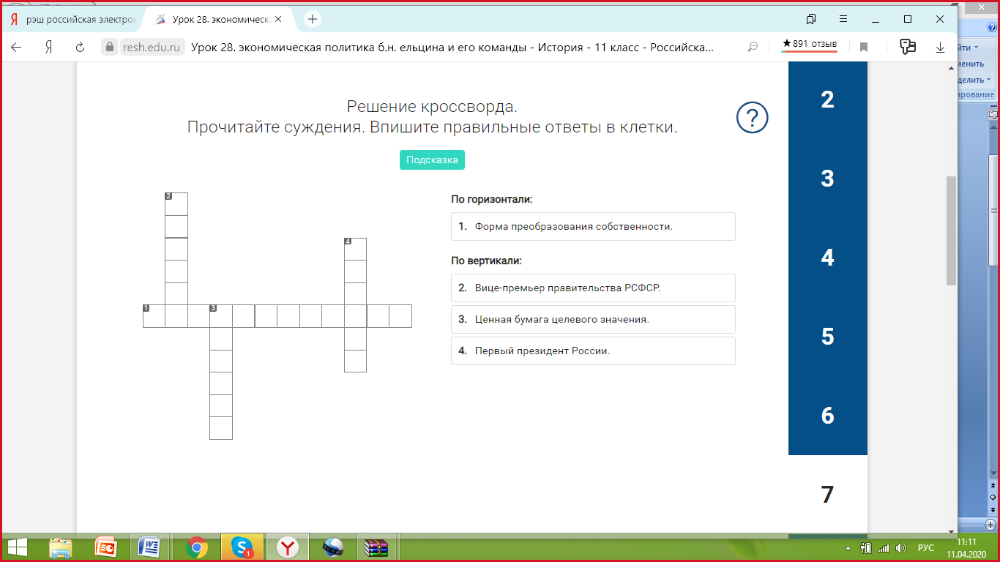 рэш российская электрон
Урок 28. экономическа
resh.edu.ru
Урок 28. экономическая политика б.н. ельцина и его команды - История - 11 класс - Российска...
★891 отзыв
Решение кроссворда.
Прочитайте суждения. Впишите правильные ответы в клетки.
?
Подсказка
2
4
1
3
По горизонтали:
1. Форма преобразования собственности.
По вертикали:
2. Вице-премьер правительства РСФСР.
3. Ценная бумага целевого значения.
4. Первый президент России.
2
3
4
5
6
7
йти
менить
делить
ирование
1
РУС
11:11
11.04.2020